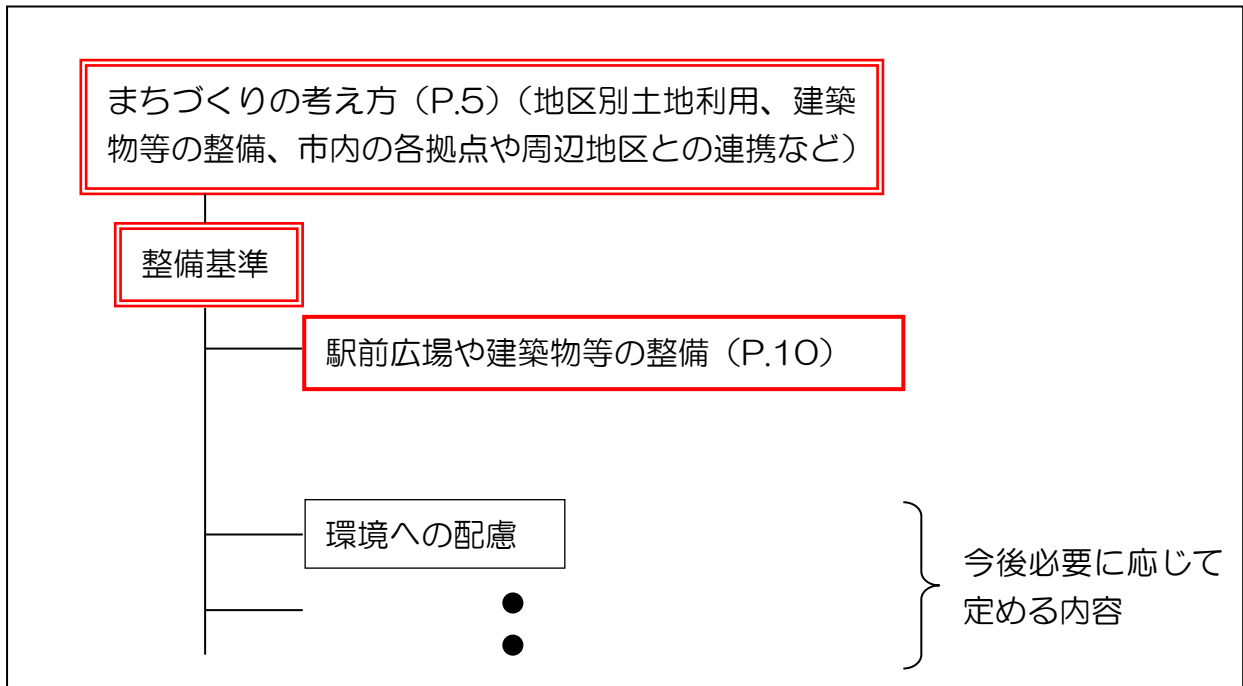 まちづくりの考え方（P.5）（地区別土地利用、建築
物等の整備、市内の各拠点や周辺地区との連携など）
整備基準
駅前広場や建築物等の整備（P.10）
環境への配慮
今後必要に応じて
定める内容
●
●